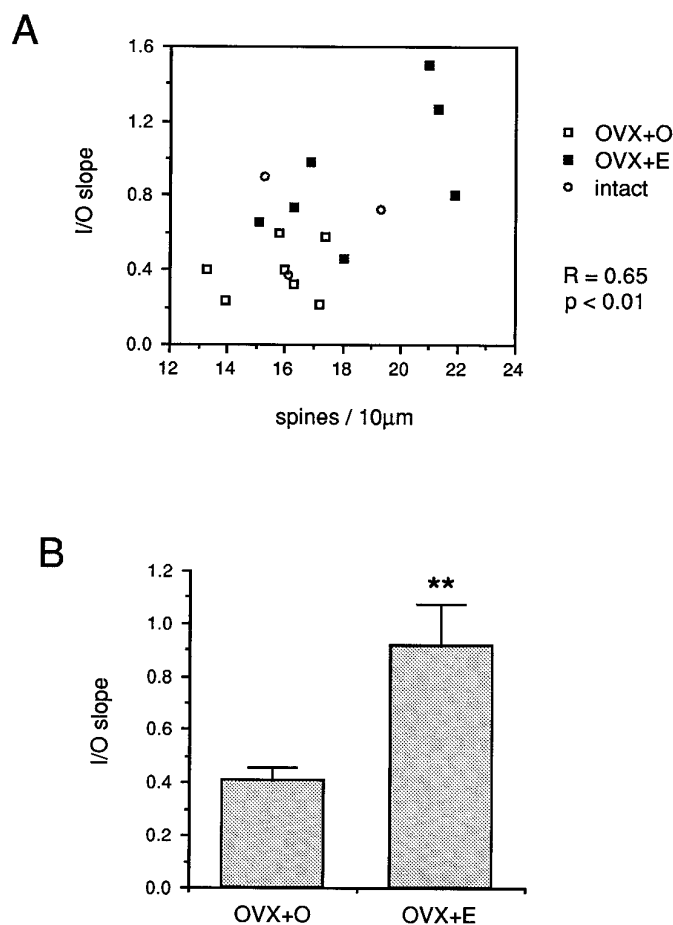 A
1.6
1.2
0.8
0.4
0.0
I/O slope
12 14 16 18 20 22 24
spines / 10µm
OVX+O
OVX+E
intact
R = 0.65
p < 0.01
B
1.2
1.0
0.8
0.6
0.4
0.2
0.0
I/O slope
**
OVX+O OVX+E